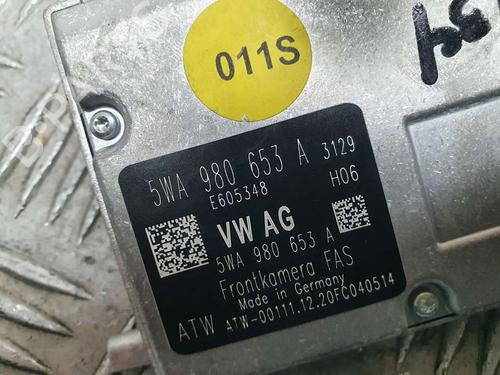 011S
5WA 980 653 A 3129
E605348 H06
VW AG
5WA 980 653 A
Frontkamera FAS
Made in Germany
ATW ATW-00111.12.20FC040514